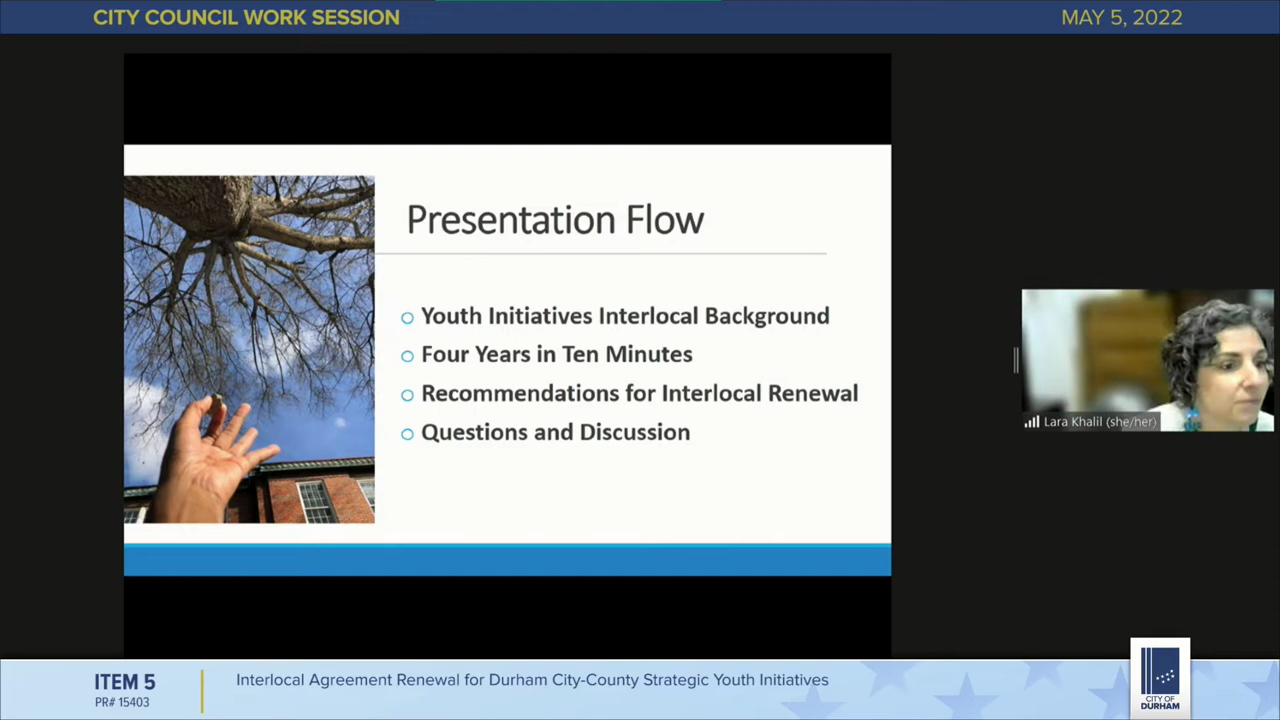 CITY COUNCIL WORK SESSION
MAY 5, 2022
Presentation Flow
Youth Initiatives Interlocal Background
Four Years in Ten Minutes
Recommendations for Interlocal Renewal
Questions and Discussion
Lara Khalil (she/her)
ITEM 5
PR# 15403
Interlocal Agreement Renewal for Durham City-County Strategic Youth Initiatives
CITY OF
DURHAM